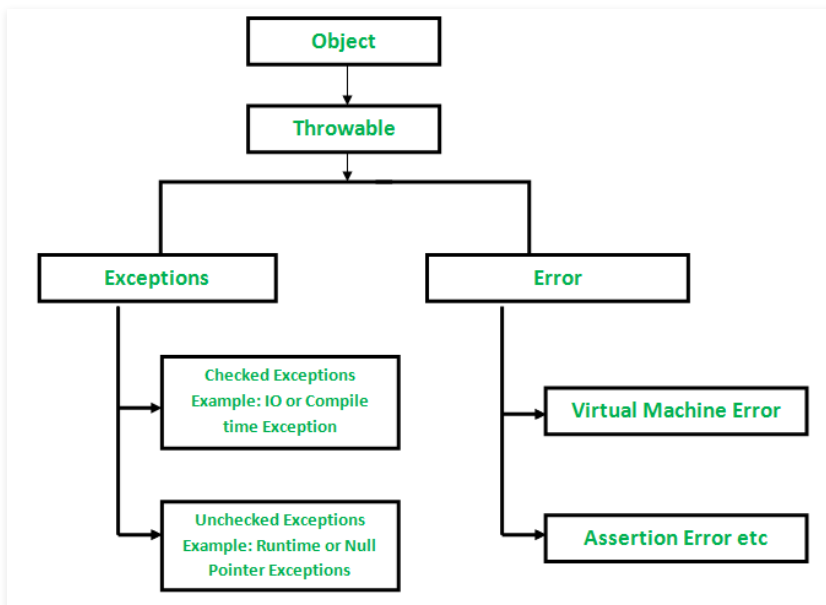 Object
Throwable
Exceptions
Error
Checked Exceptions
Example: IO or Compile
time Exception
Virtual Machine Error
Unchecked Exceptions
Example: Runtime or Null
Pointer Exceptions
Assertion Error etc